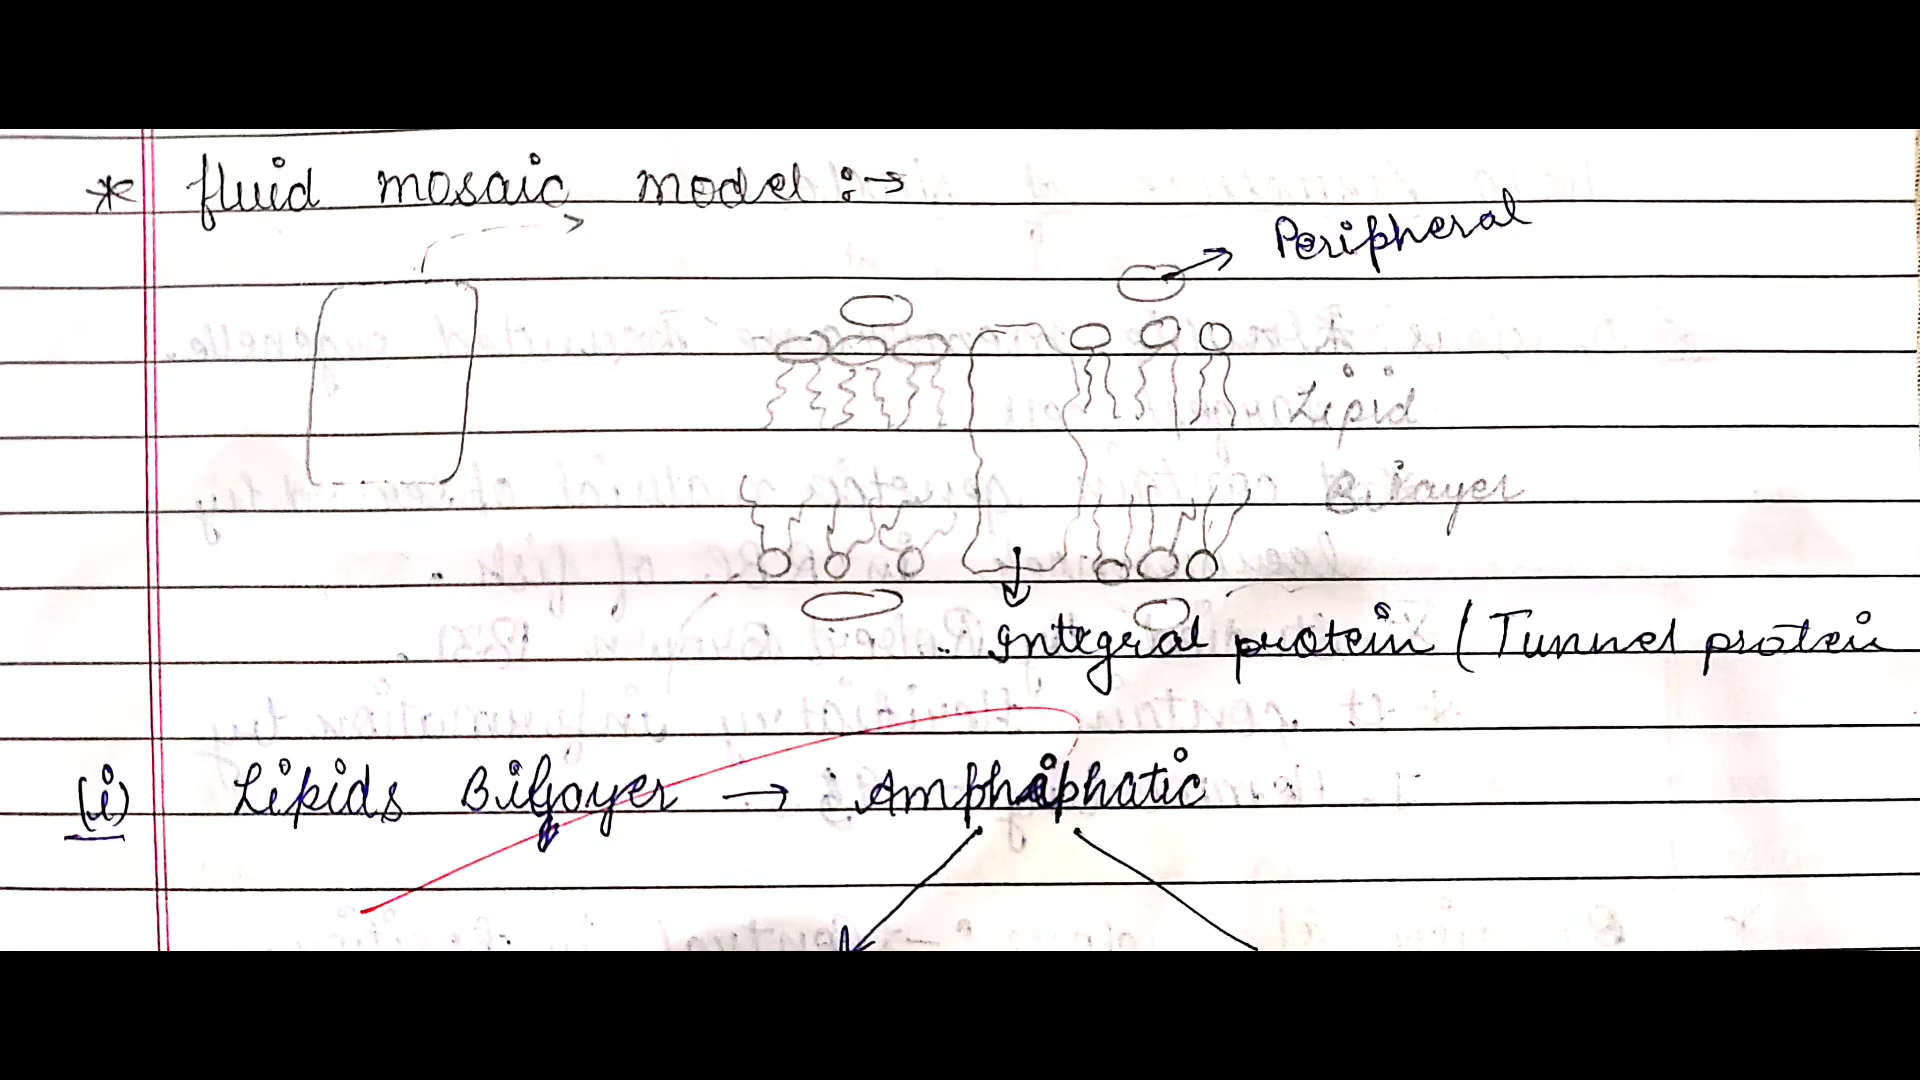 * fluid mosaic model :→
Peripheral
Lipid
Bilayer
Integral protein (Tunnel protein
(i) Lipids Bilayer → Amphiphatic